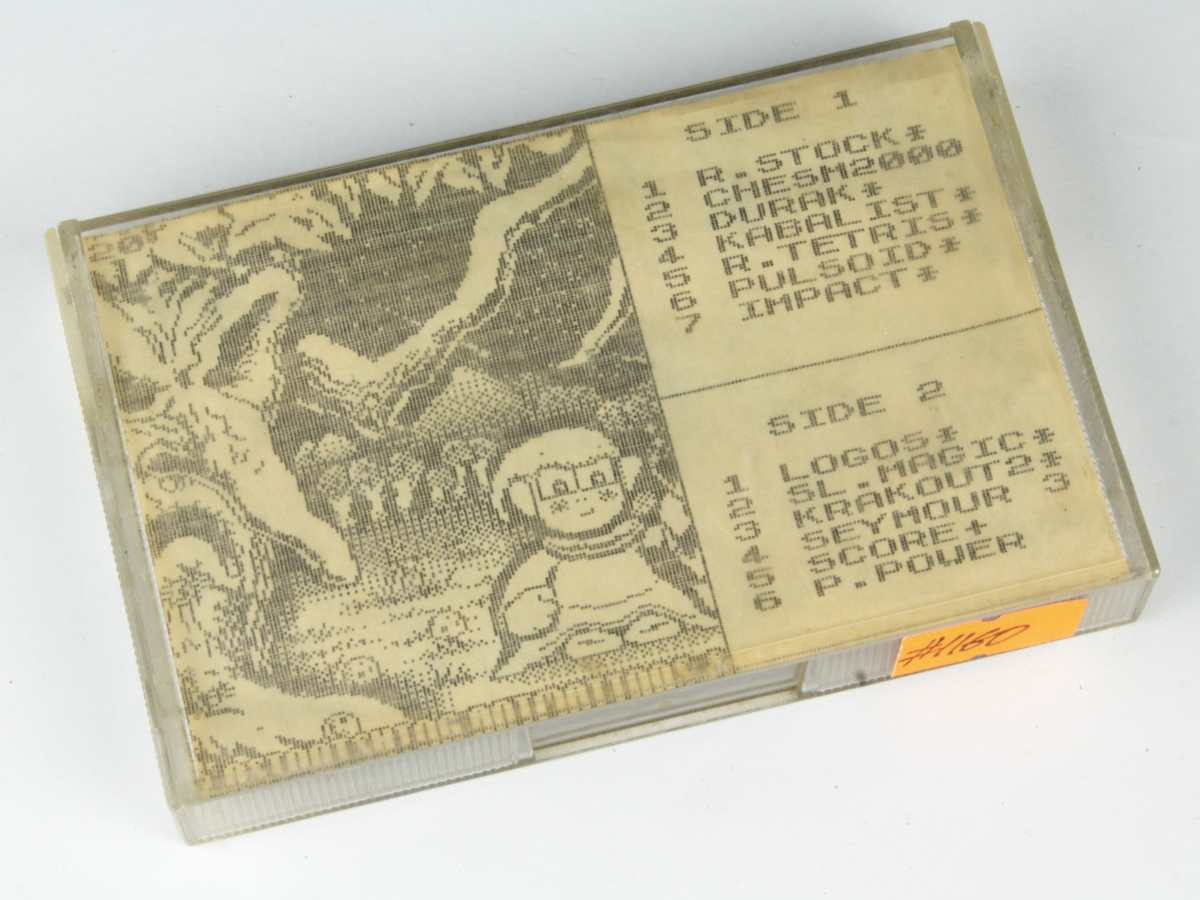 SIDE 1
1 R.STOCK*
2 CHESM2000
3 DURAK*
4 KABALIST*
5 R.TETRIS*
6 PULSOID*
7 IMPACT*
SIDE 2
1 LOGOS*
2 SL.MAGIC*
3 KRAKOUT2*
4 SEYMOUR 3
5 SCORE+
6 P.POWER
#1180